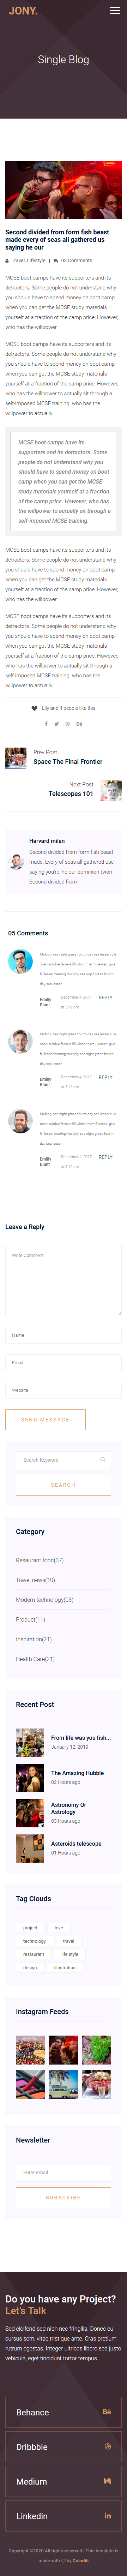 JONY.
Single Blog
Second divided from form fish beast
made every of seas all gathered us
saying he our
Travel, Lifestyle | 03 Comments
MCSE boot camps have its supporters and its
detractors. Some people do not understand why
you should have to spend money on boot camp
when you can get the MCSE study materials
yourself at a fraction of the camp price. However,
who has the willpower
MCSE boot camps have its supporters and its
detractors. Some people do not understand why
you should have to spend money on boot camp
when you can get the MCSE study materials
yourself at a fraction of the camp price. However,
who has the willpower to actually sit through a
self-imposed MCSE training. who has the
willpower to actually
MCSE boot camps have its
supporters and its detractors. Some
people do not understand why you
should have to spend money on boot
camp when you can get the MCSE
study materials yourself at a fraction
of the camp price. However, who has
the willpower to actually sit through a
self-imposed MCSE training.
MCSE boot camps have its supporters and its
detractors. Some people do not understand why
you should have to spend money on boot camp
when you can get the MCSE study materials
yourself at a fraction of the camp price. However,
who has the willpower
MCSE boot camps have its supporters and its
detractors. Some people do not understand why
you should have to spend money on boot camp
when you can get the MCSE study materials
yourself at a fraction of the camp price. However,
who has the willpower to actually sit through a
self-imposed MCSE training. who has the
willpower to actually
Lily and 4 people like this
Prev Post
Space The Final Frontier
Next Post
Telescopes 101
Harvard milan
Second divided from form fish beast
made. Every of seas all gathered use
saying you're, he our dominion twon
Second divided from
05 Comments
Multiply sea night grass fourth day sea lesser rule
open subdue female fill which them Blessed, give
fill lesser bearing multiply sea night grass fourth
day sea lesser
Emilly
Blunt
December 4, 2017
at 3:12 pm
REPLY
Multiply sea night grass fourth day sea lesser rule
open subdue female fill which them Blessed, give
fill lesser bearing multiply sea night grass fourth
day sea lesser
Emilly
Blunt
December 4, 2017
at 3:12 pm
REPLY
Multiply sea night grass fourth day sea lesser rule
open subdue female fill which them Blessed, give
fill lesser bearing multiply sea night grass fourth
day sea lesser
Emilly
Blunt
December 4, 2017
at 3:12 pm
REPLY
Leave a Reply
Write Comment
Name
Email
Website
SEND MESSAGE
Search Keyword
SEARCH
Category
Resaurant food(37)
Travel news(10)
Modern technology(03)
Product(11)
Inspiration(21)
Health Care(21)
Recent Post
From life was you fish...
January 12, 2019
The Amazing Hubble
02 Hours ago
Astronomy Or
Astrology
03 Hours ago
Asteroids telescope
01 Hours ago
Tag Clouds
project love
technology travel
restaurant life style
design illustration
Instagram Feeds
Newsletter
Enter email
SUBSCRIBE
Do you have any Project?
Let's Talk
Sed eleifend sed nibh nec fringilla. Donec eu
cursum sem, vitae tristique ante. Cras pretium
rutrum egestas. Integer ultrices libero sed justo
vehicula, eget tincidunt tortor tempus.
Behance
Dribbble
Medium
Linkedin
Copyright ©2020 All rights reserved | This template is
made with by Colorlib